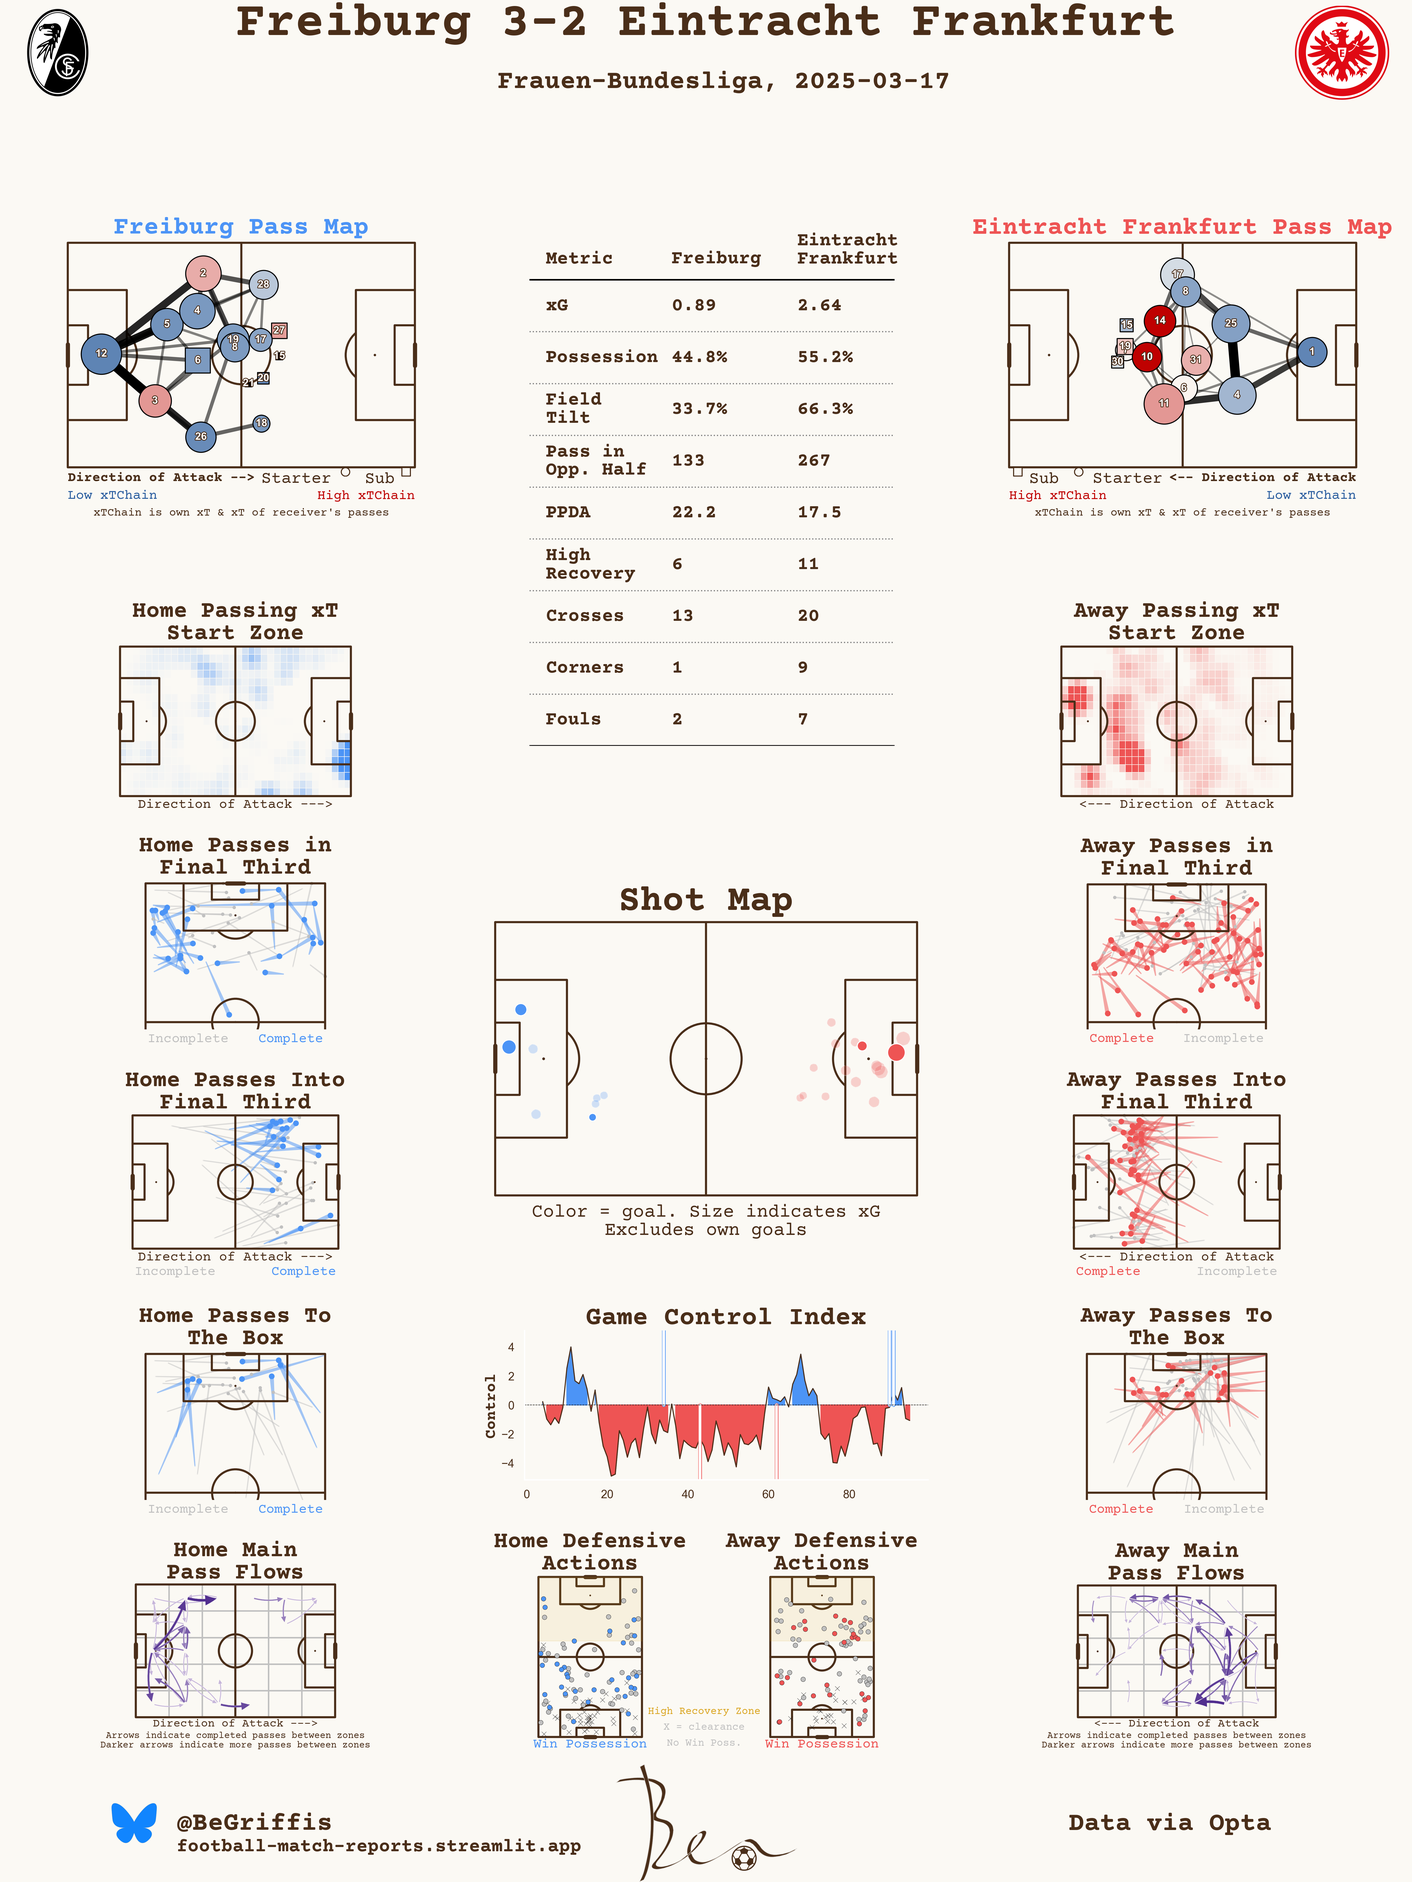 Freiburg 3-2 Eintracht Frankfurt
Frauen-Bundesliga, 2025-03-17
Freiburg Pass Map
2
28
4
5
19
8
17
27
12
6
15
20
21
3
18
26
Direction of Attack --> Starter Sub
Low xTChain High xTChain
xTChain is own xT & xT of receiver's passes
Metric Freiburg Eintracht Frankfurt
xG 0.89 2.64
Possession 44.8% 55.2%
Field Tilt 33.7% 66.3%
Pass in Opp. Half 133 267
PPDA 22.2 17.5
High Recovery 6 11
Crosses 13 20
Corners 1 9
Fouls 2 7
Eintracht Frankfurt Pass Map
17
8
14
15
25
19
10
30
31
1
6
4
11
Sub Starter <-- Direction of Attack
High xTChain Low xTChain
xTChain is own xT & xT of receiver's passes
Home Passing xT
Start Zone
Direction of Attack --->
Away Passing xT
Start Zone
<--- Direction of Attack
Home Passes in
Final Third
Incomplete Complete
Away Passes in
Final Third
Complete Incomplete
Shot Map
Color = goal. Size indicates xG
Excludes own goals
Home Passes Into
Final Third
Direction of Attack --->
Incomplete Complete
Away Passes Into
Final Third
<--- Direction of Attack
Complete Incomplete
Home Passes To
The Box
Incomplete Complete
Game Control Index
Control
4
2
0
−2
−4
0 20 40 60 80
Away Passes To
The Box
Complete Incomplete
Home Main
Pass Flows
Direction of Attack --->
Arrows indicate completed passes between zones
Darker arrows indicate more passes between zones
Home Defensive
Actions
Win Possession
High Recovery Zone
X = clearance
No Win Poss.
Away Defensive
Actions
Win Possession
Away Main
Pass Flows
<--- Direction of Attack
Arrows indicate completed passes between zones
Darker arrows indicate more passes between zones
@BeGriffis
football-match-reports.streamlit.app
Ben
Data via Opta